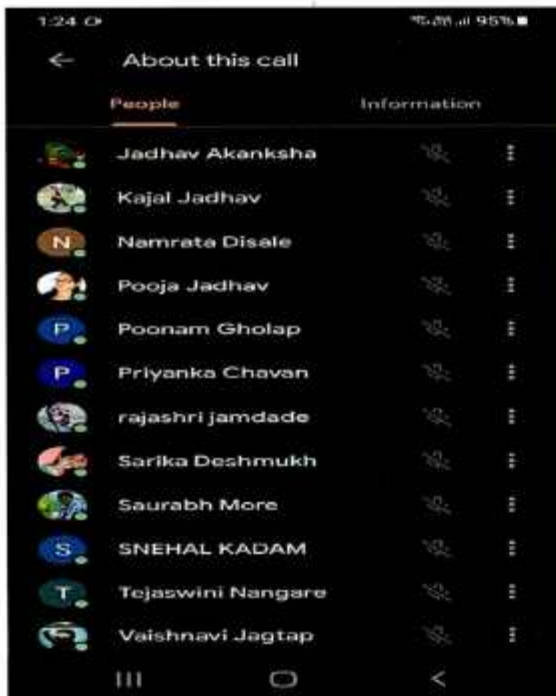 1:24
95%
About this call
People Information
Jadhav Akanksha
Kajal Jadhav
N Namrata Disale
Pooja Jadhav
P Poonam Gholap
P Priyanka Chavan
rajashri jamdade
Sarika Deshmukh
Saurabh More
S SNEHAL KADAM
T Tejaswini Nangare
Vaishnavi Jagtap